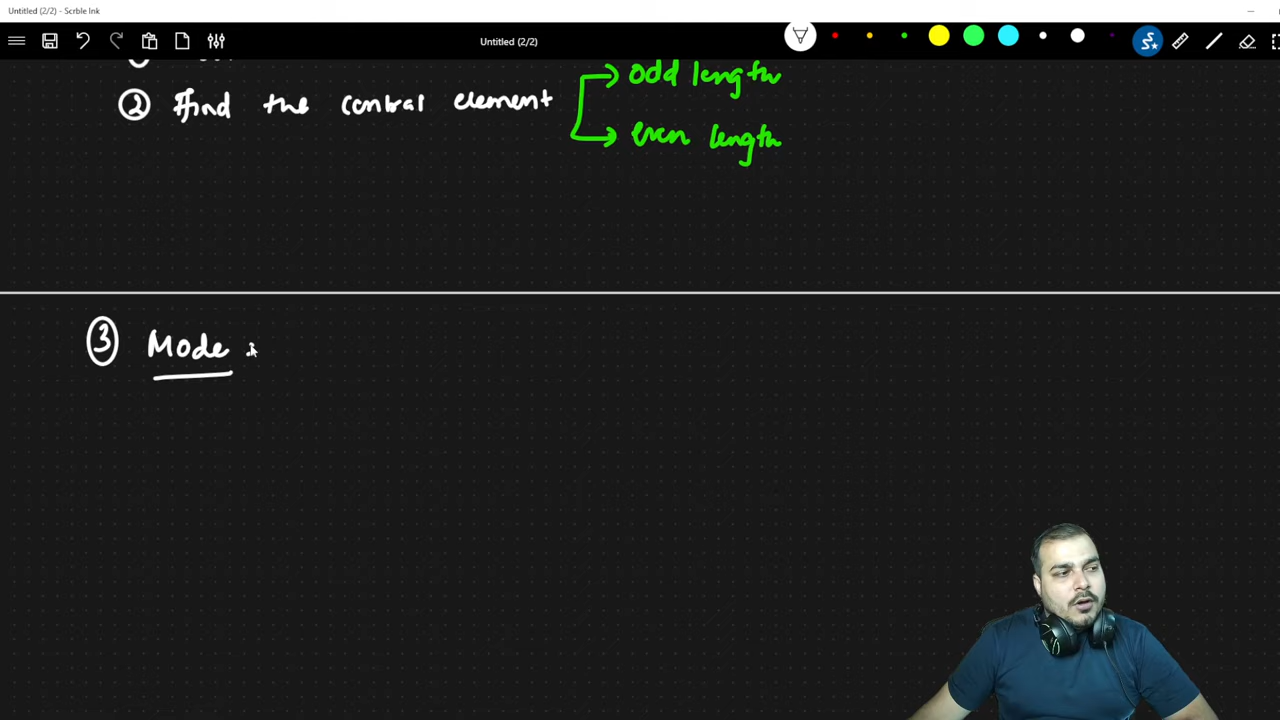 Untitled (2/2) - Scrble Ink
Untitled (2/2)
odd length
② Find the central element
even length
③ Mode